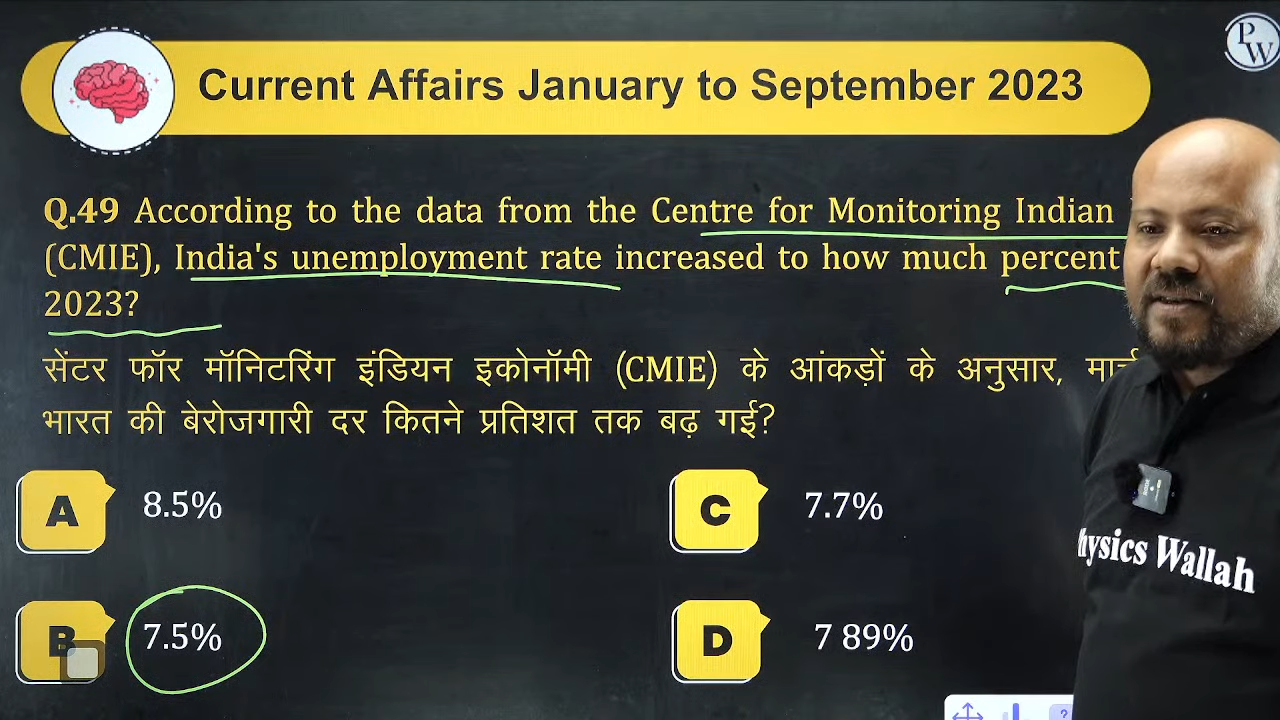 PW
Current Affairs January to September 2023
Q.49 According to the data from the Centre for Monitoring Indian
(CMIE), India's unemployment rate increased to how much percent
2023?
सेंटर फॉर मॉनिटरिंग इंडियन इकोनॉमी (CMIE) के आंकड़ों के अनुसार,
भारत की बेरोजगारी दर कितने प्रतिशत तक बढ़ गई?
A 8.5%
C 7.7%
B 7.5%
D 7 89%
hysics Wallah